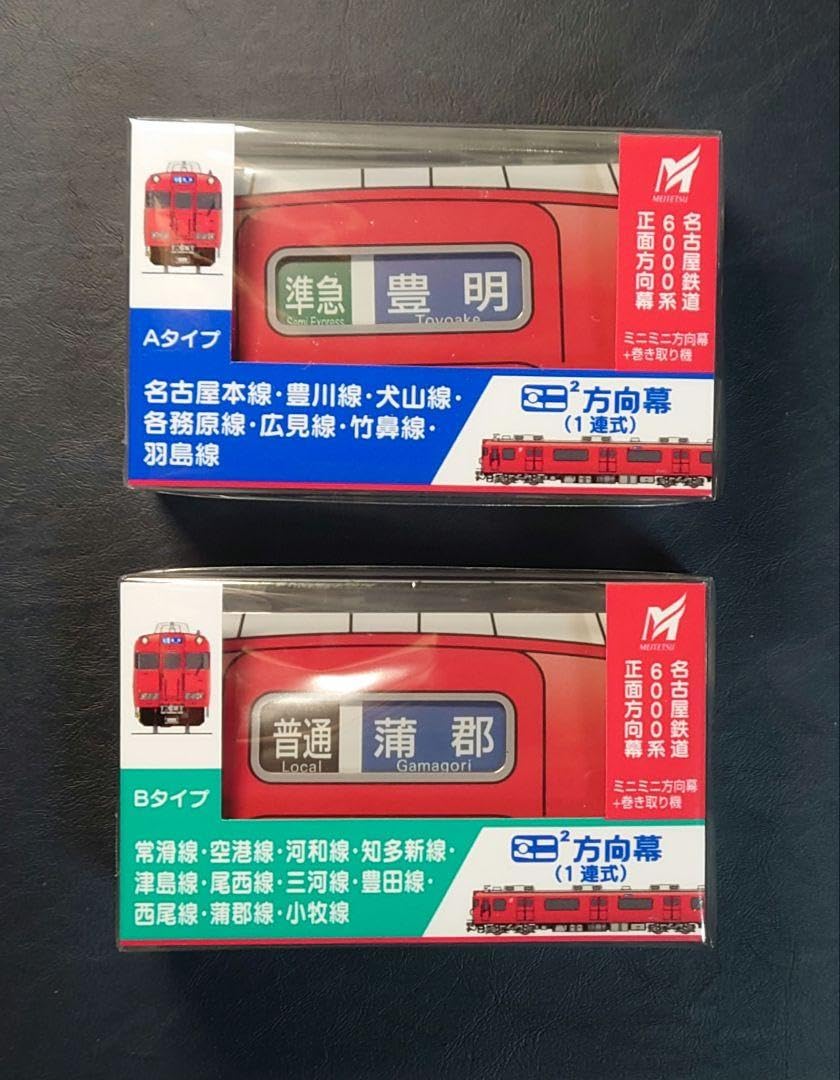 MEITETSU
名古屋鉄道
6000系
正面方向幕
ミニミニ方向幕
+巻き取り機
準急
Semi Express
豊明
Toyoake
Aタイプ
名古屋本線・豊川線・犬山線・
各務原線・広見線・竹鼻線・
羽島線
2方向幕
(1連式)
MEITETSU
名古屋鉄道
6000系
正面方向幕
ミニミニ方向幕
+巻き取り機
普通
Local
蒲郡
Gamagori
Bタイプ
常滑線・空港線・河和線・知多新線・
津島線・尾西線・三河線・豊田線・
西尾線・蒲郡線・小牧線
2方向幕
(1連式)